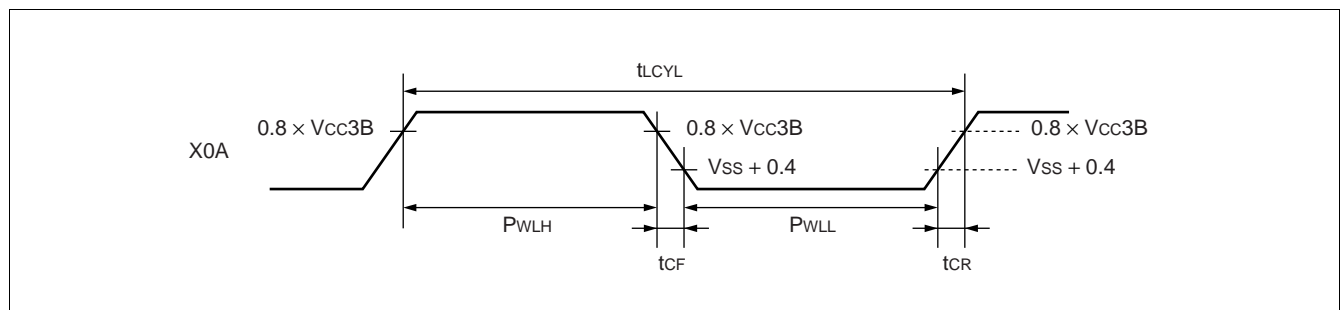 tLCYL
0.8 × VCC3B
0.8 × VCC3B
0.8 × VCC3B
X0A
VSS + 0.4
VSS + 0.4
PWLH
PWLL
tCF
tCR